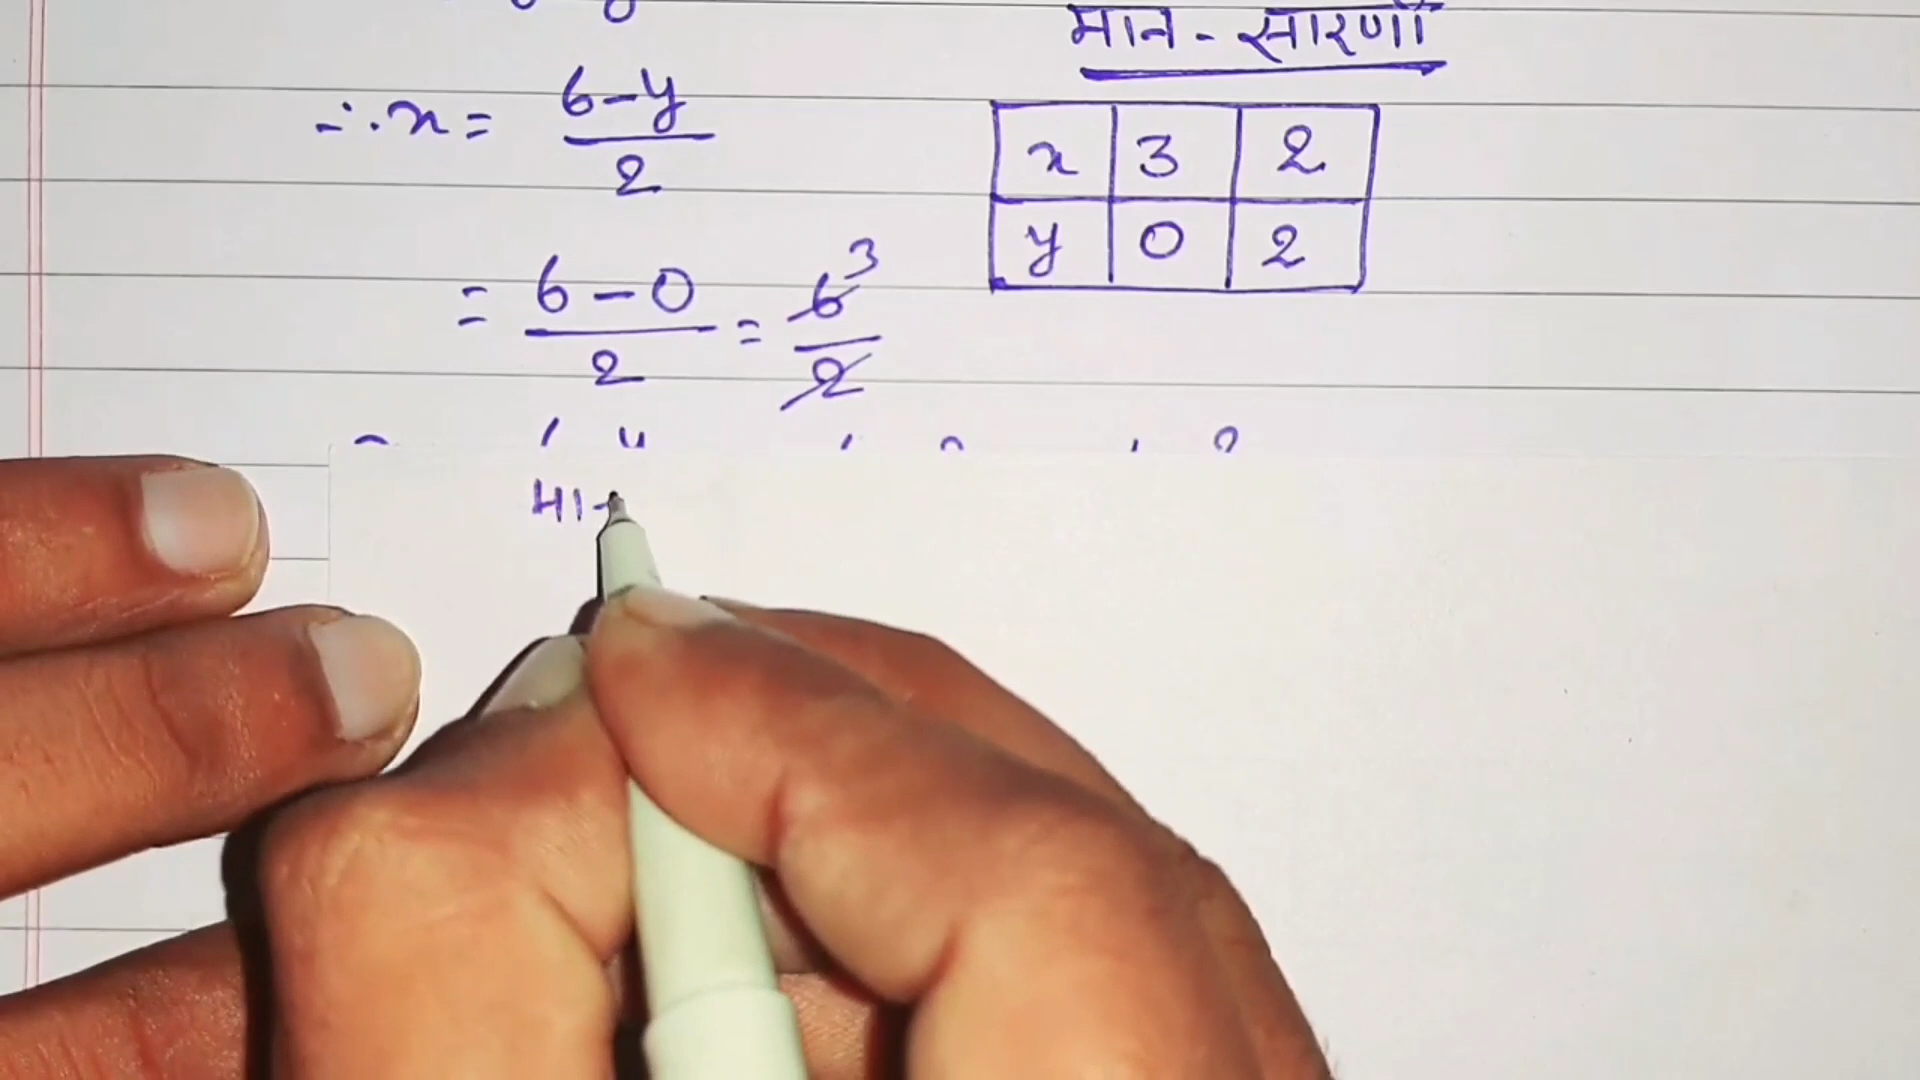 मान - सारणी
∴ x = 6-y/2
x | 3 | 2
y | 0 | 2
= 6-0/2 = 6/2 3
मा